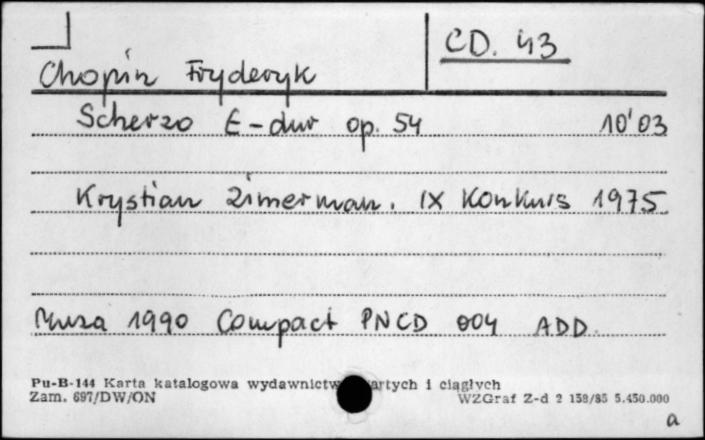 CD. 43
Chopin Fryderyk
Scherzo E-dur op. 54 10'03
Krystian Zimerman. IX Konkurs 1975
Muza 1990 Compact PNCD 004 ADD.
Pu-B-144 Karta katalogowa wydawnictw artych i ciągłych
Zam. 697/DW/ON WZGraf Z-d 2 158/85 5.450.000
a